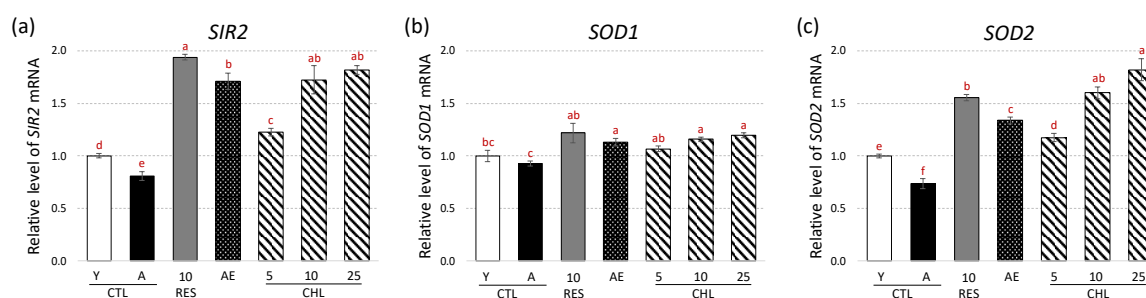 (a)
SIR2
Relative level of SIR2 mRNA
2.0
1.5
1.0
0.5
0.0
d
e
a
b
c
ab
ab
Y A 10 AE 5 10 25
CTL RES CHL
(b)
SOD1
Relative level of SOD1 mRNA
2.0
1.5
1.0
0.5
0.0
bc
c
ab
a
ab
a
a
Y A 10 AE 5 10 25
CTL RES CHL
(c)
SOD2
Relative level of SOD2 mRNA
2.0
1.5
1.0
0.5
0.0
e
f
b
c
d
ab
a
Y A 10 AE 5 10 25
CTL RES CHL